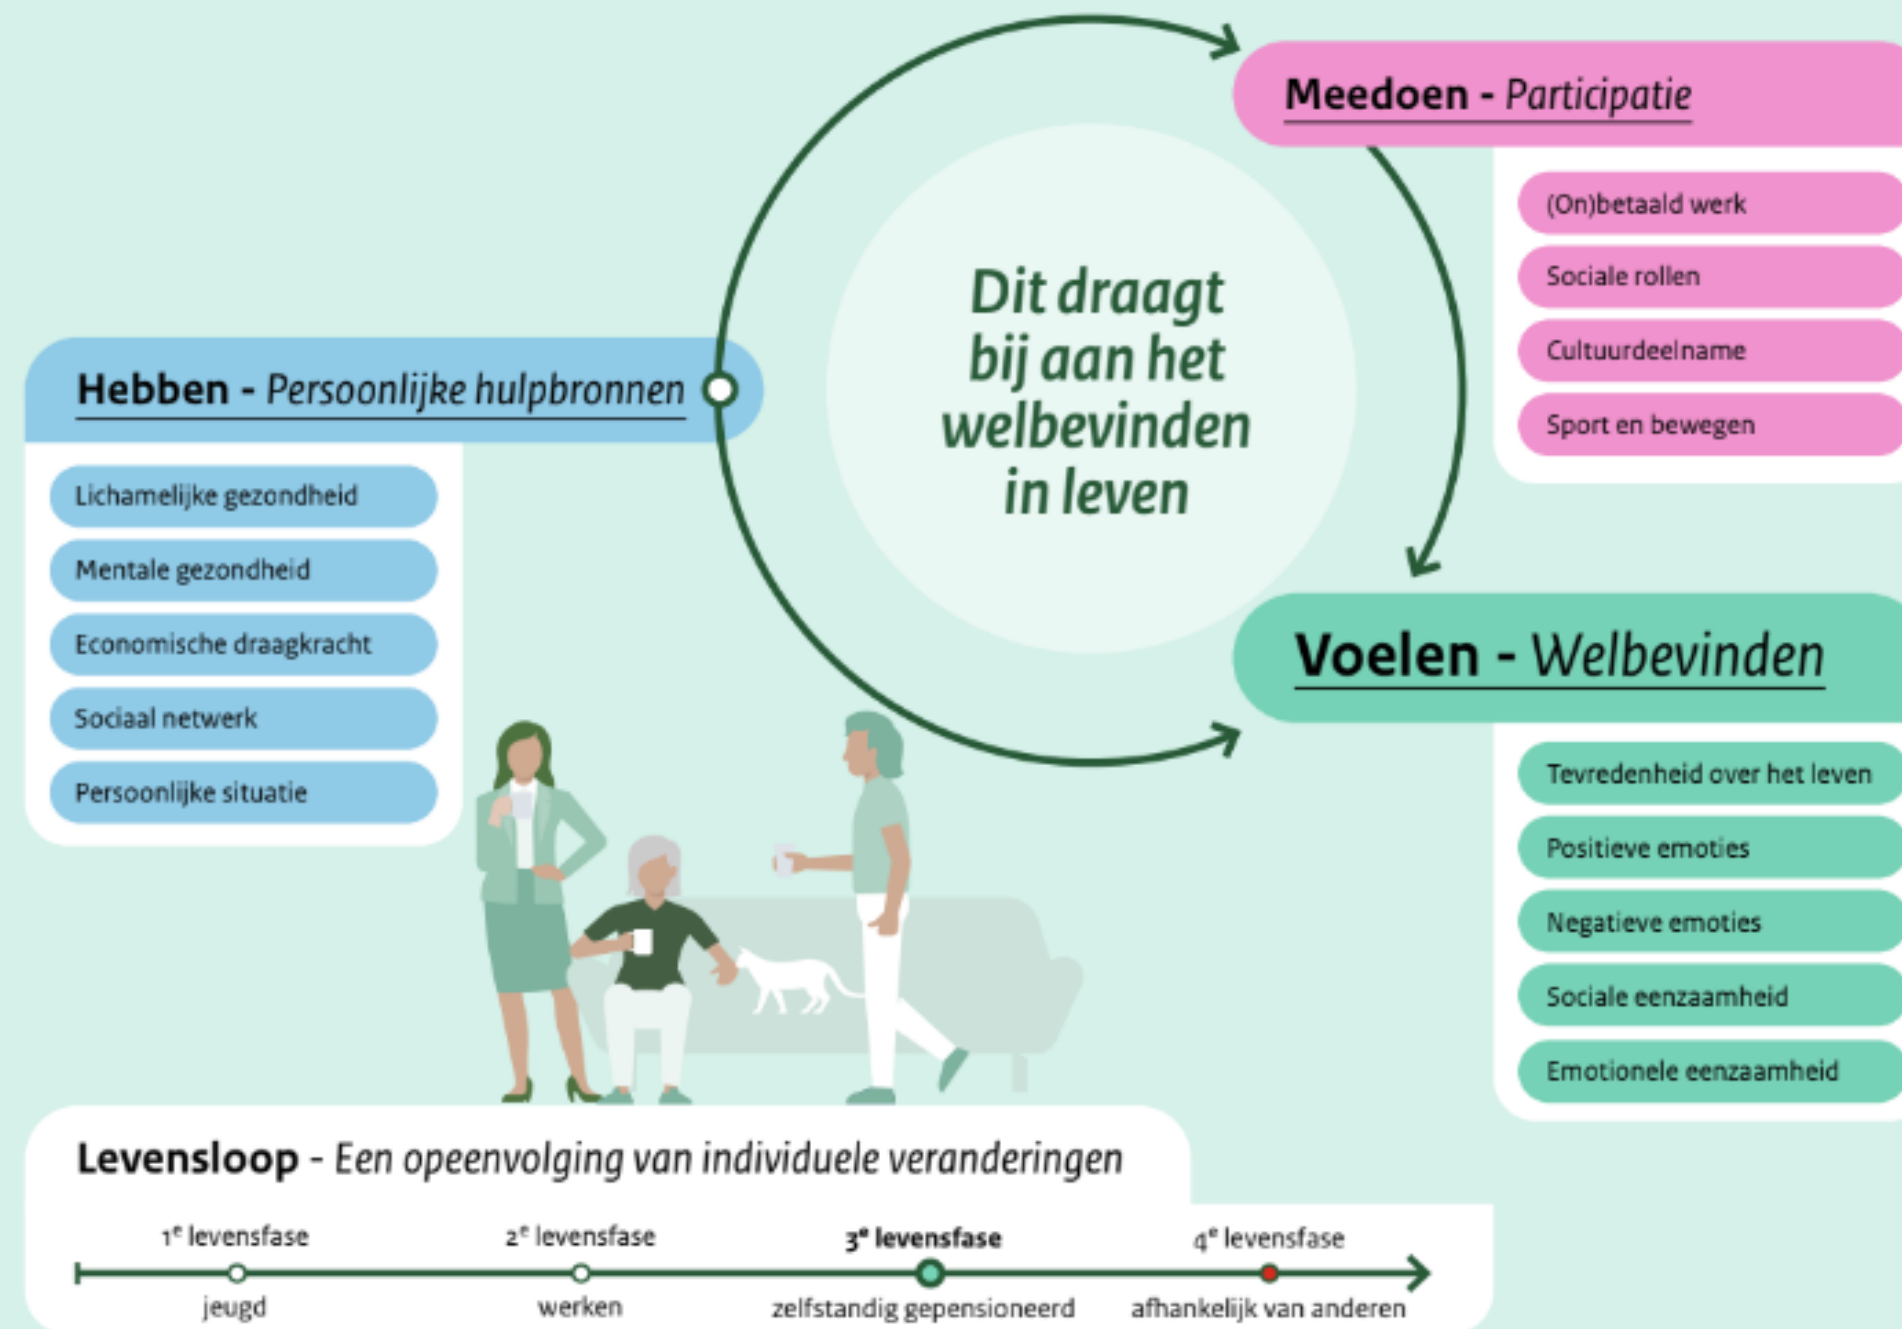 Meedoen - Participatie
(On)betaald werk
Sociale rollen
Cultuurdeelname
Sport en bewegen
Dit draagt
bij aan het
welbevinden
in leven
Hebben - Persoonlijke hulpbronnen
Lichamelijke gezondheid
Mentale gezondheid
Economische draagkracht
Sociaal netwerk
Persoonlijke situatie
Voelen - Welbevinden
Tevredenheid over het leven
Positieve emoties
Negatieve emoties
Sociale eenzaamheid
Emotionele eenzaamheid
Levensloop - Een opeenvolging van individuele veranderingen
1e levensfase 2e levensfase 3e levensfase 4e levensfase
jeugd werken zelfstandig gepensioneerd afhankelijk van anderen